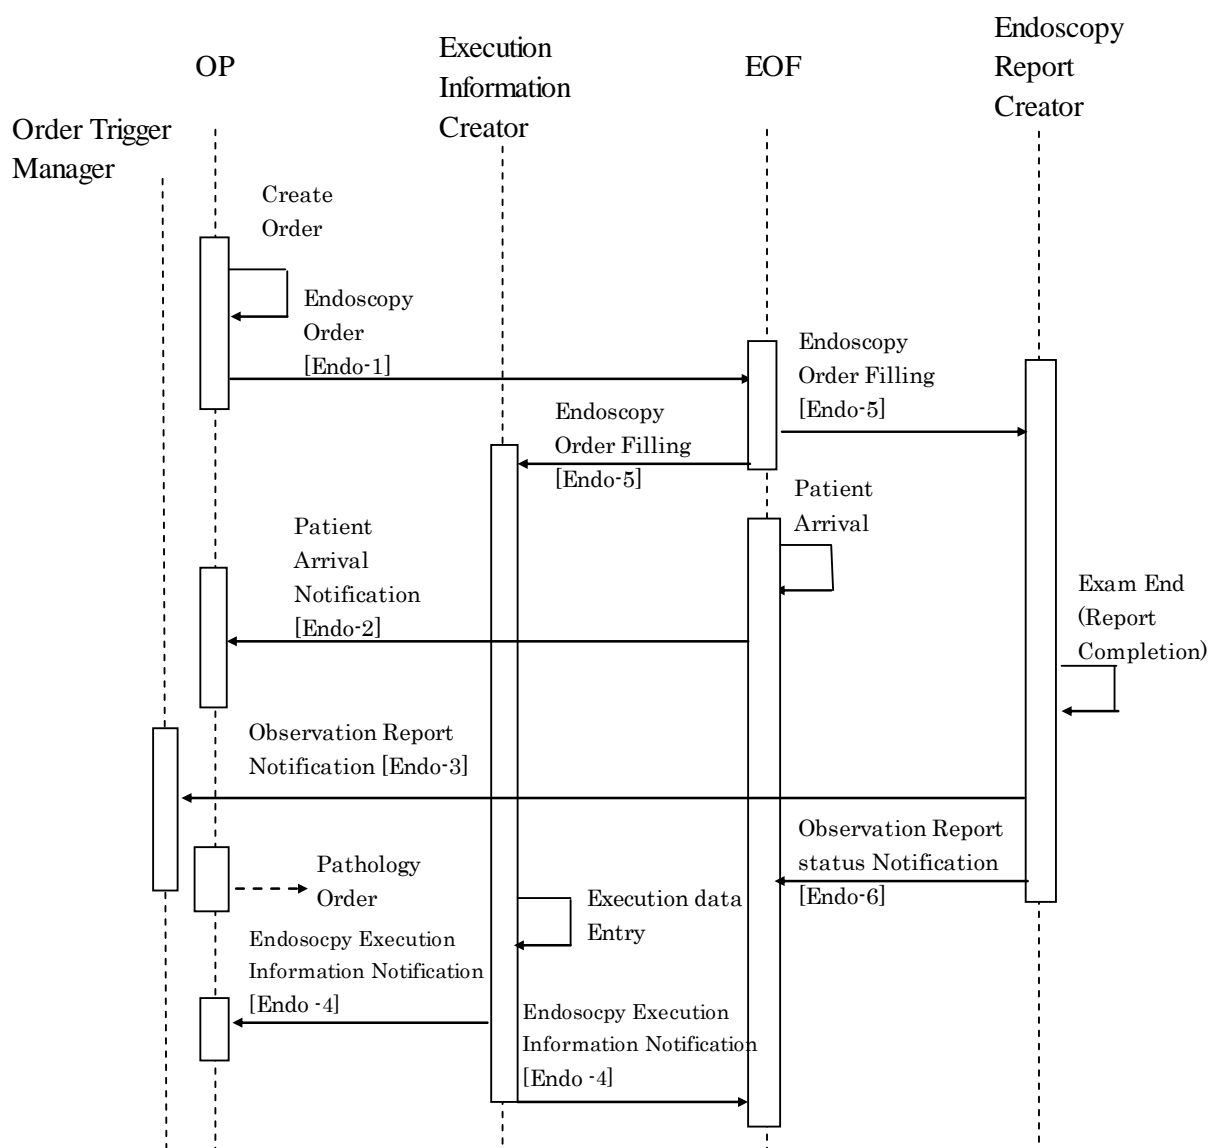 Endoscopy
Report
Creator
Execution
Information
Creator
OP
EOF
Order Trigger
Manager
Create
Order
Endoscopy
Order
[Endo-1]
Endoscopy
Order Filling
[Endo-5]
Endoscopy
Order Filling
[Endo-5]
Patient
Arrival
Patient
Arrival
Notification
[Endo-2]
Exam End
(Report
Completion)
Observation Report
Notification [Endo-3]
Observation Report
status Notification
[Endo-6]
Pathology
Order
Execution data
Entry
Endosocpy Execution
Information Notification
[Endo -4]
Endosocpy Execution
Information Notification
[Endo -4]